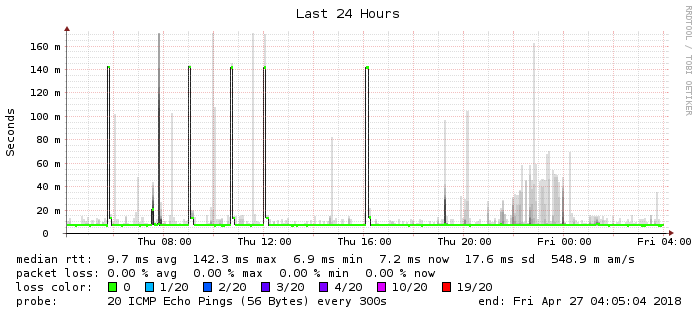 Last 24 Hours
RRDTOOL / TOBI OETIKER
Seconds
160 m
140 m
120 m
100 m
80 m
60 m
40 m
20 m
0
Thu 08:00 Thu 12:00 Thu 16:00 Thu 20:00 Fri 00:00 Fri 04:00
median rtt: 9.7 ms avg 142.3 ms max 6.9 ms min 7.2 ms now 17.6 ms sd 548.9 m am/s
packet loss: 0.00 % avg 0.00 % max 0.00 % min 0.00 % now
loss color: 0 1/20 2/20 3/20 4/20 10/20 19/20
probe: 20 ICMP Echo Pings (56 Bytes) every 300s end: Fri Apr 27 04:05:04 2018